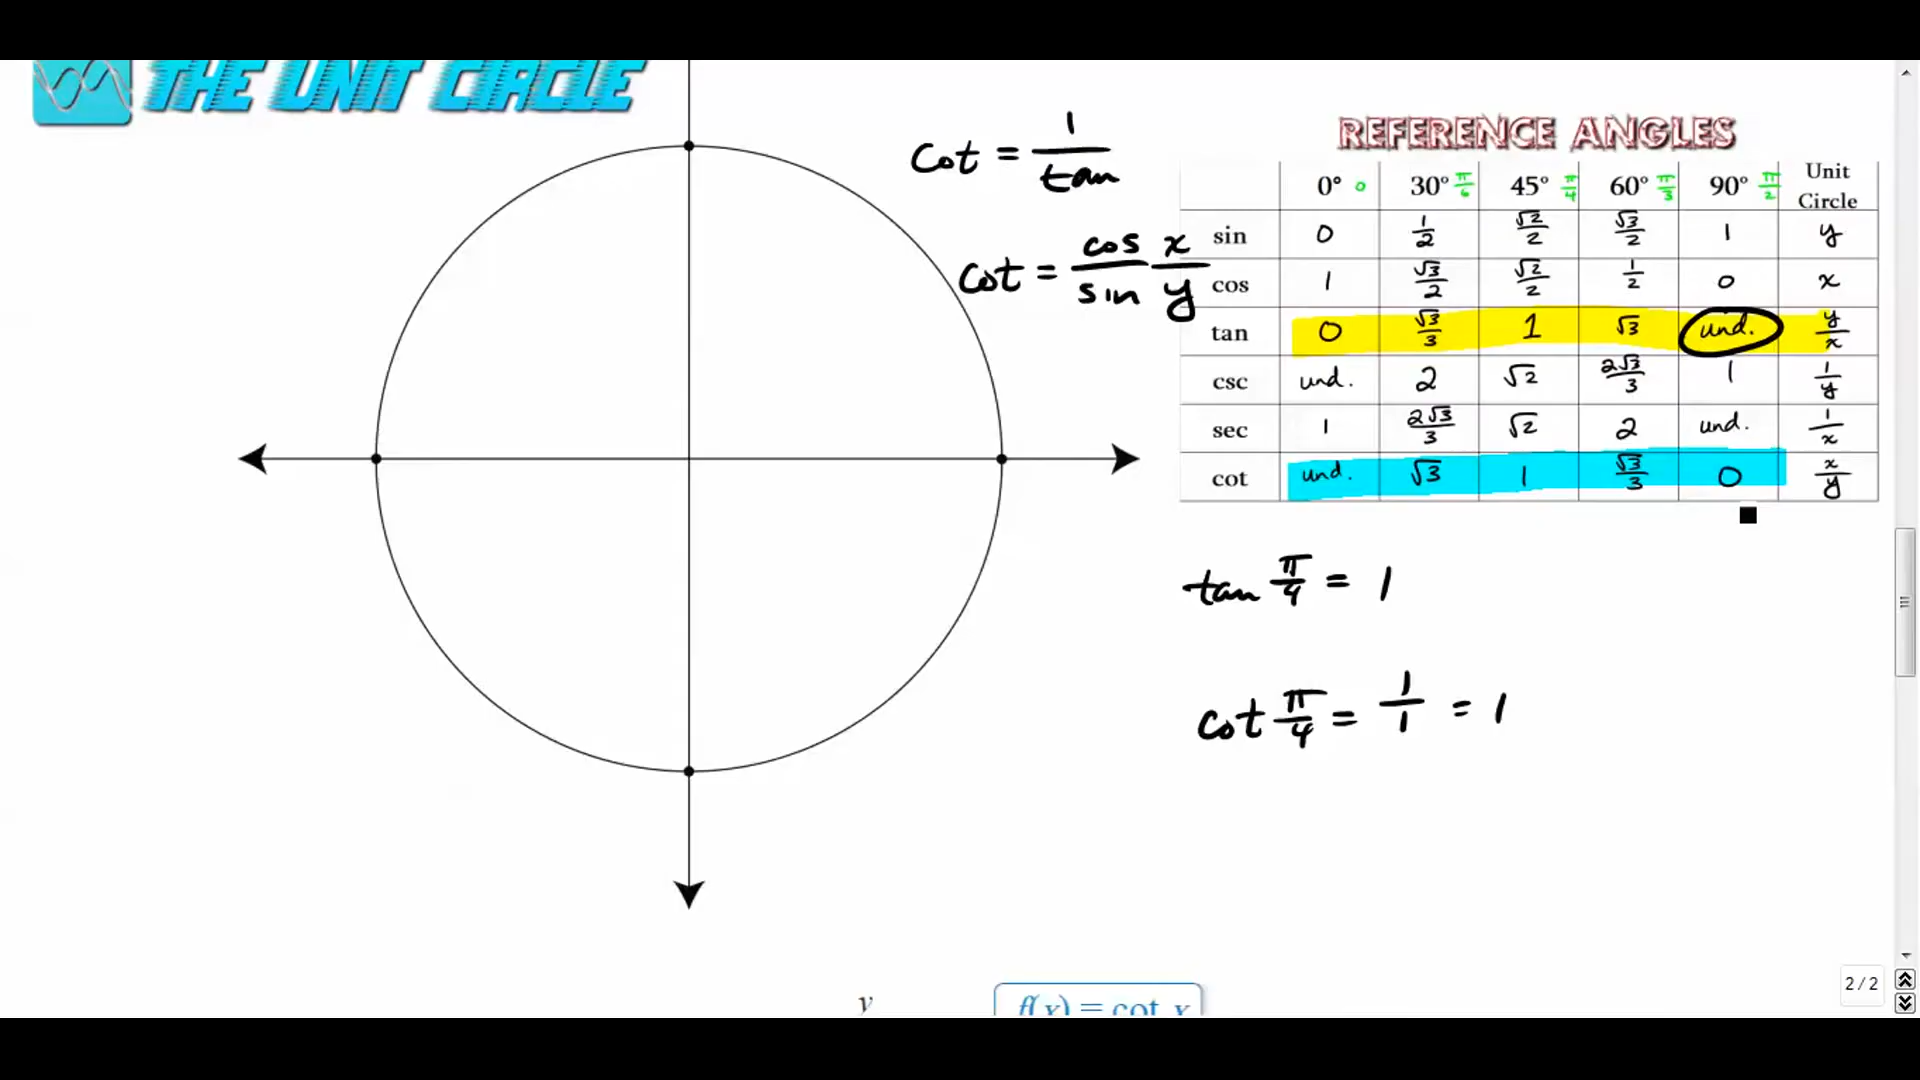 THE UNIT CIRCLE
cot = 1/tan
cot = cos/sin x/y
REFERENCE ANGLES
0° 0 30° π/6 45° π/4 60° π/3 90° π/2 Unit Circle
sin 0 1/2 √2/2 √3/2 1 y
cos 1 √3/2 √2/2 1/2 0 x
tan 0 √3/3 1 √3 und. y/x
csc und. 2 √2 2√3/3 1 1/y
sec 1 2√3/3 √2 2 und. 1/x
cot und. √3 1 √3/3 0 x/y
tan π/4 = 1
cot π/4 = 1/1 = 1
y
f(x) = cot x
2/2